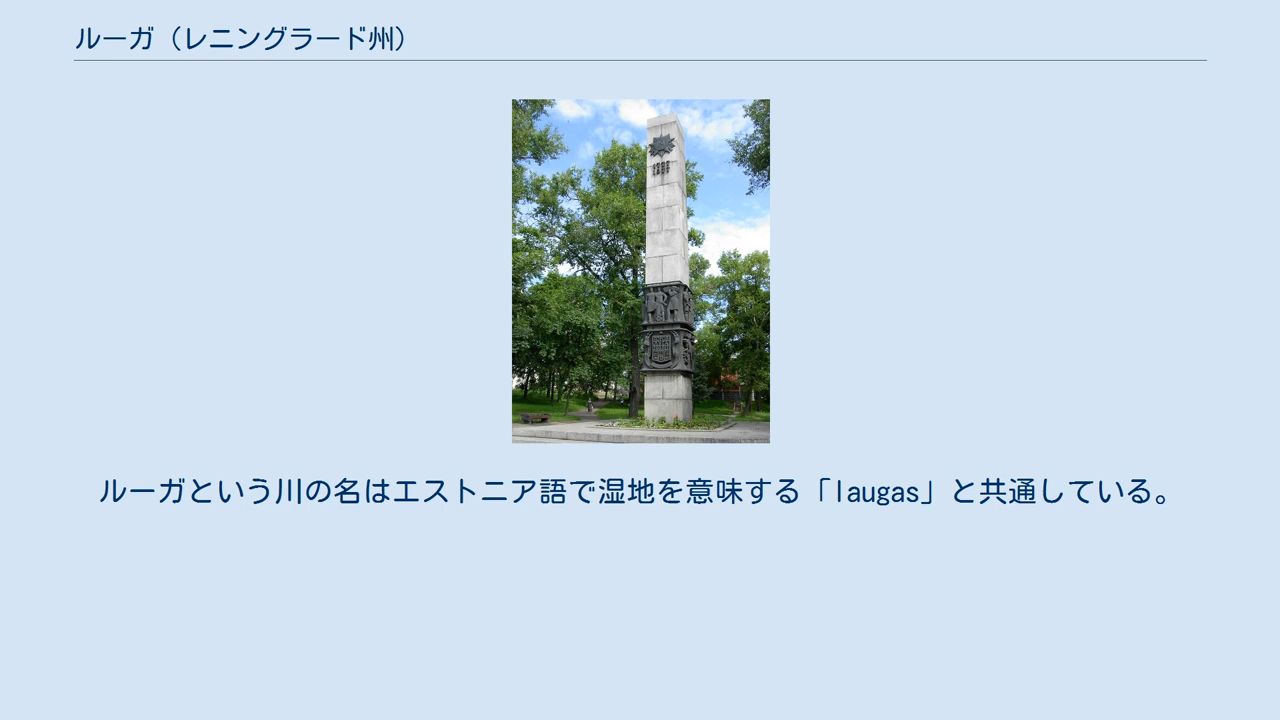 ルーガ（レニングラード州）
ルーガという川の名はエストニア語で湿地を意味する「laugas」と共通している。